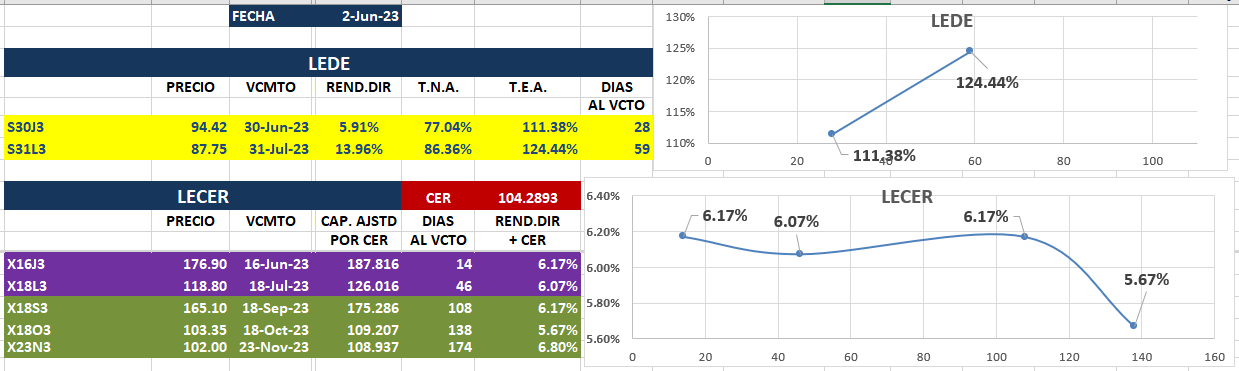 FECHA 2-Jun-23
LEDE
PRECIO VCMTO REND.DIR T.N.A. T.E.A. DIAS
AL VCTO
S30J3 94.42 30-Jun-23 5.91% 77.04% 111.38% 28
S31L3 87.75 31-Jul-23 13.96% 86.36% 124.44% 59
LECER CER 104.2893
PRECIO VCMTO CAP. AJSTD DIAS REND.DIR
POR CER AL VCTO + CER
X16J3 176.90 16-Jun-23 187.816 14 6.17%
X18L3 118.80 18-Jul-23 126.016 46 6.07%
X18S3 165.10 18-Sep-23 175.286 108 6.17%
X18O3 103.35 18-Oct-23 109.207 138 5.67%
X23N3 102.00 23-Nov-23 108.937 174 6.80%
LEDE
130%
125%
124.44%
120%
115%
110%
111.38%
0 20 40 60 80 100
LECER
6.40%
6.17% 6.07% 6.17%
6.20%
6.00%
5.67%
5.80%
5.60%
0 20 40 60 80 100 120 140 160